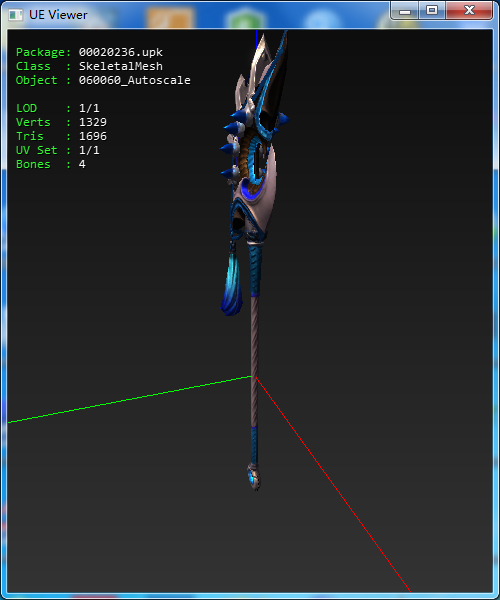 UE Viewer
Package: 00020236.upk
Class : SkeletalMesh
Object : 060060_Autoscale
LOD : 1/1
Verts : 1329
Tris : 1696
UV Set : 1/1
Bones : 4